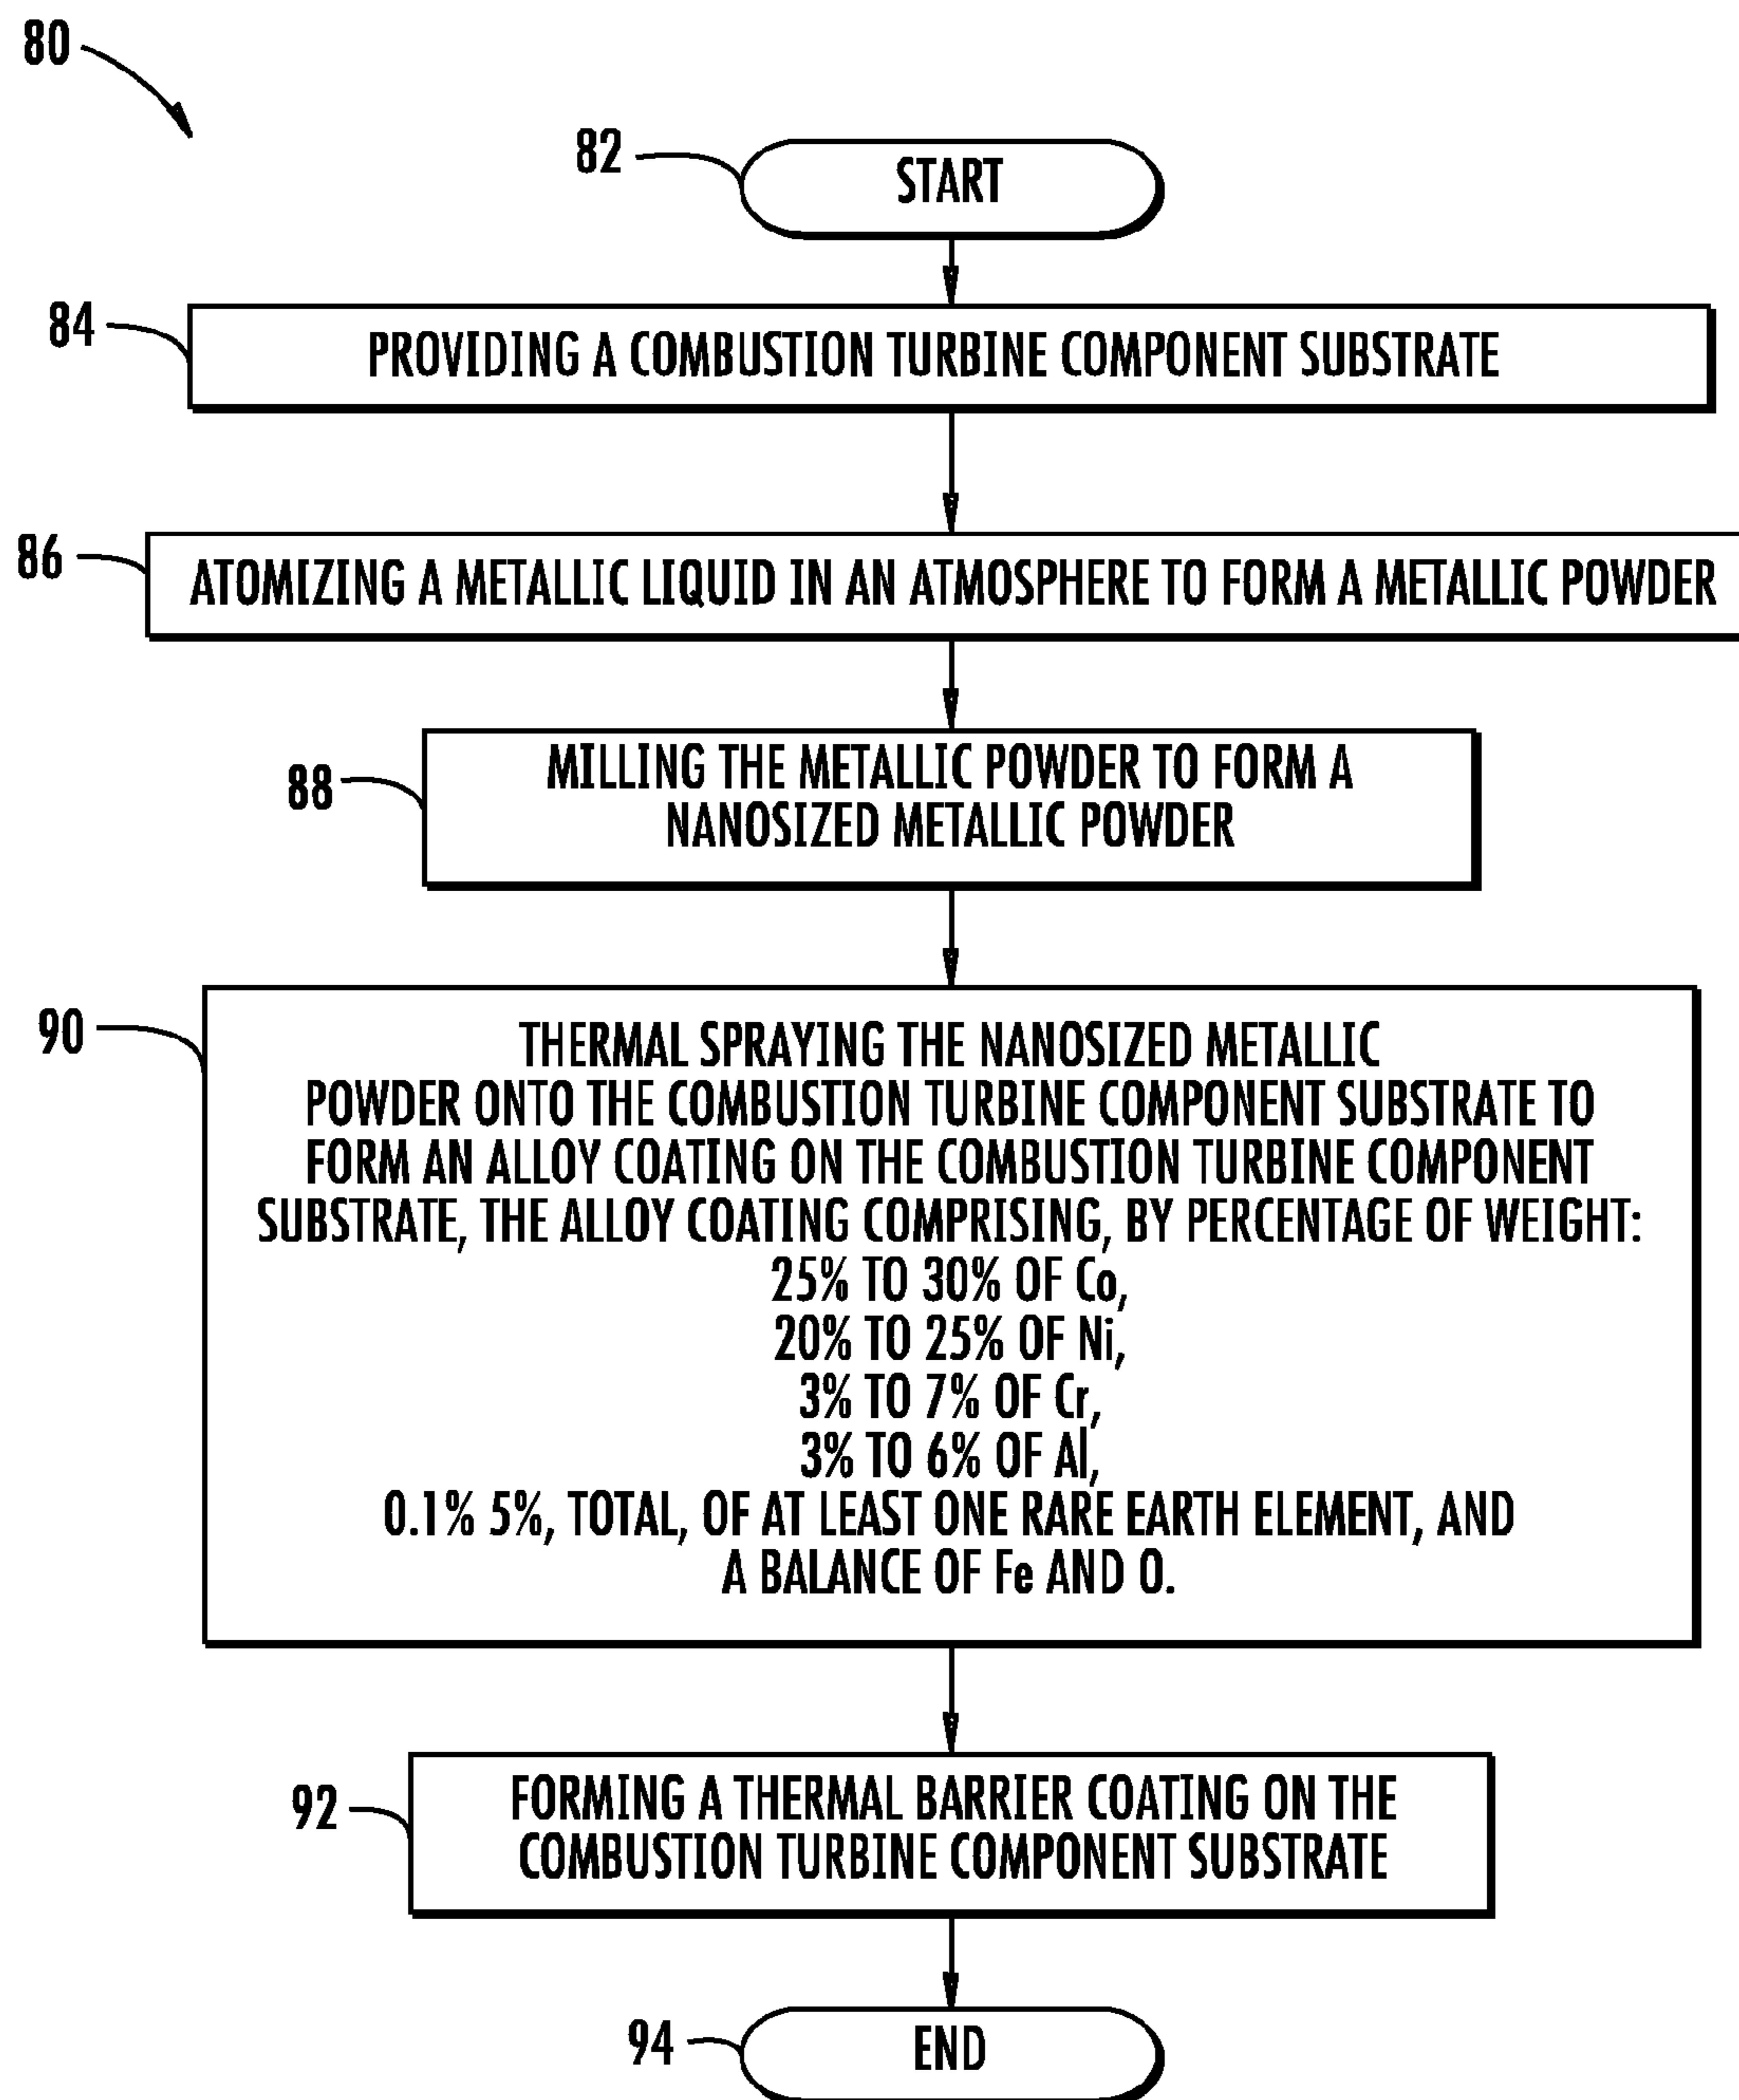 80
82
START
84
PROVIDING A COMBUSTION TURBINE COMPONENT SUBSTRATE
86
ATOMIZING A METALLIC LIQUID IN AN ATMOSPHERE TO FORM A METALLIC POWDER
88
MILLING THE METALLIC POWDER TO FORM A
NANOSIZED METALLIC POWDER
90
THERMAL SPRAYING THE NANOSIZED METALLIC
POWDER ONTO THE COMBUSTION TURBINE COMPONENT SUBSTRATE TO
FORM AN ALLOY COATING ON THE COMBUSTION TURBINE COMPONENT
SUBSTRATE, THE ALLOY COATING COMPRISING, BY PERCENTAGE OF WEIGHT:
25% TO 30% OF Co,
20% TO 25% OF Ni,
3% TO 7% OF Cr,
3% TO 6% OF Al,
0.1% 5%, TOTAL, OF AT LEAST ONE RARE EARTH ELEMENT, AND
A BALANCE OF Fe AND O.
92
FORMING A THERMAL BARRIER COATING ON THE
COMBUSTION TURBINE COMPONENT SUBSTRATE
94
END